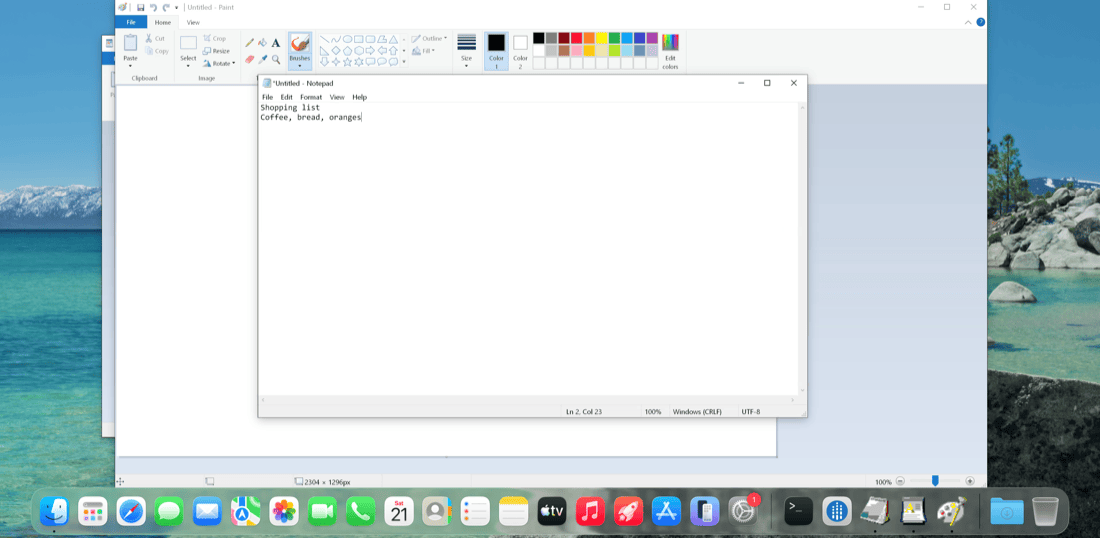 Untitled - Paint
File Home View
Paste
Cut
Copy
Clipboard
Select
Crop
Resize
Rotate
Image
A
Brushes
Outline
Fill
Size
Color 1
Color 2
Edit colors
*Untitled - Notepad
File Edit Format View Help
Shopping list
Coffee, bread, oranges
Ln 2, Col 23 100% Windows (CRLF) UTF-8
2304 × 1296px 100%
Sat
21
tv
1
>_